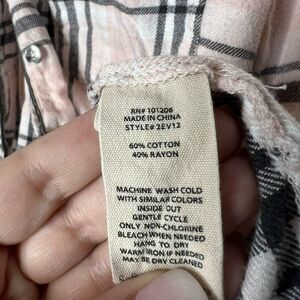 RN# 101206
MADE IN CHINA
STYLE# 2EV12
60% COTTON
40% RAYON
MACHINE WASH COLD
WITH SIMILAR COLORS
INSIDE OUT
GENTLE CYCLE
ONLY NON-CHLORINE
BLEACH WHEN NEEDED
HANG TO DRY
WARM IRON IF NEEDED
MAY BE DRY CLEANED